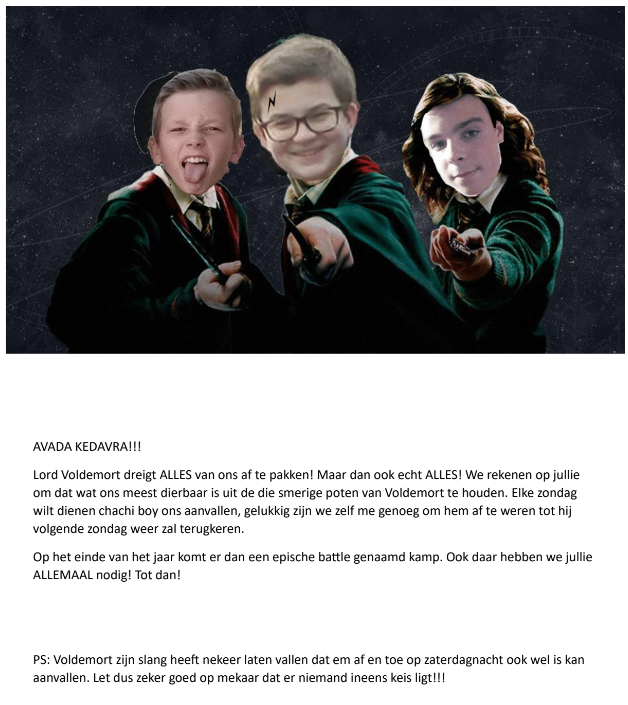 AVADA KEDAVRA!!!
Lord Voldemort dreigt ALLES van ons af te pakken! Maar dan ook echt ALLES! We rekenen op jullie
om dat wat ons meest dierbaar is uit de die smerige poten van Voldemort te houden. Elke zondag
wilt dienen chachi boy ons aanvallen, gelukkig zijn we zelf me genoeg om hem af te weren tot hij
volgende zondag weer zal terugkeren.
Op het einde van het jaar komt er dan een epische battle genaamd kamp. Ook daar hebben we jullie
ALLEMAAL nodig! Tot dan!
PS: Voldemort zijn slang heeft nekeer laten vallen dat em af en toe op zaterdagnacht ook wel is kan
aanvallen. Let dus zeker goed op mekaar dat er niemand ineens keis ligt!!!